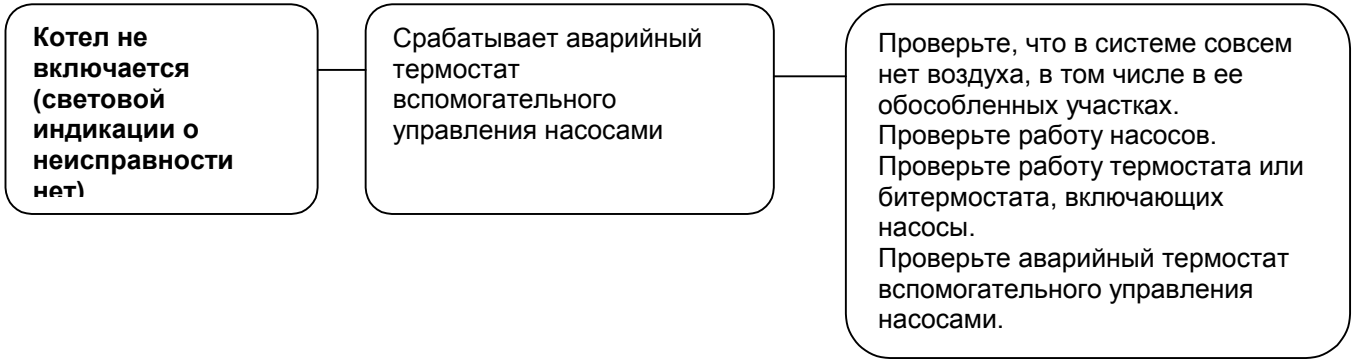 Котел не
включается
(световой
индикации о
неисправности
нет)
Срабатывает аварийный
термостат
вспомогательного
управления насосами
Проверьте, что в системе совсем
нет воздуха, в том числе в ее
обособленных участках.
Проверьте работу насосов.
Проверьте работу термостата или
битермостата, включающих
насосы.
Проверьте аварийный термостат
вспомогательного управления
насосами.